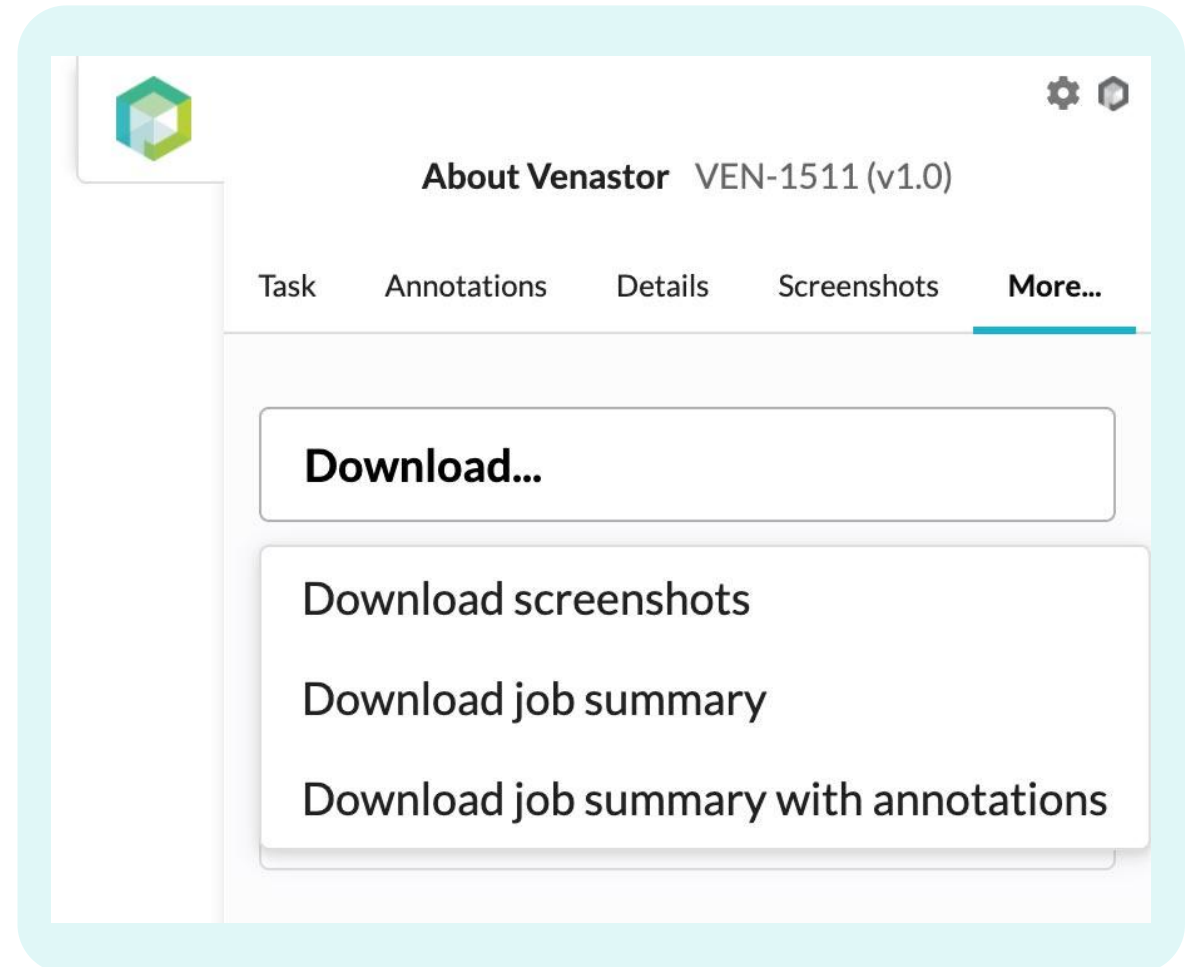 About Venastor VEN-1511 (v1.0)
Task Annotations Details Screenshots More...
Download...
Download screenshots
Download job summary
Download job summary with annotations